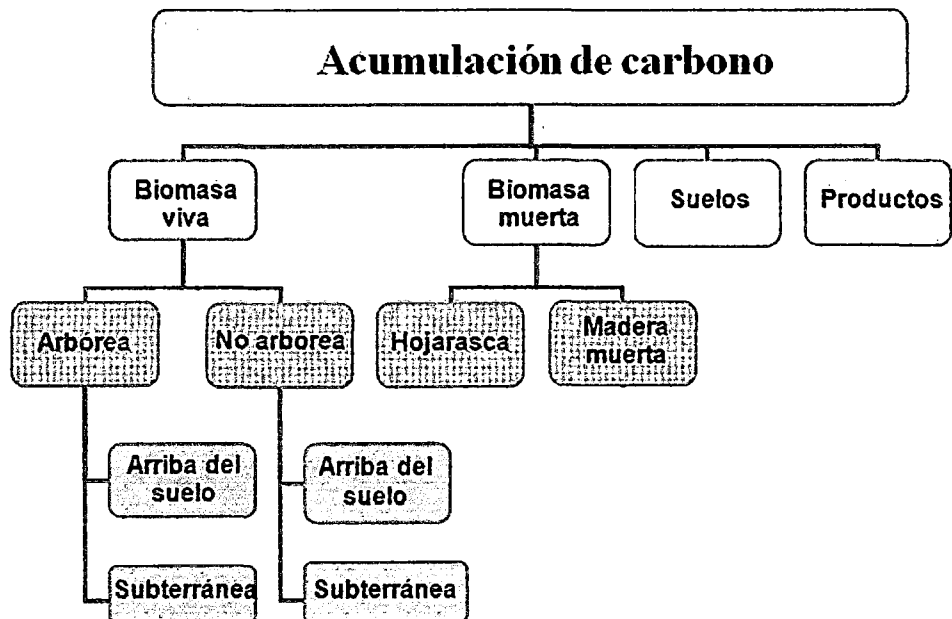 Acumulación de carbono
Biomasa
viva
Biomasa
muerta
Suelos
Productos
Arbórea
No arborea
Hojarasca
Madera
muerta
Arriba del
suelo
Arriba del
suelo
Subterránea
Subterránea